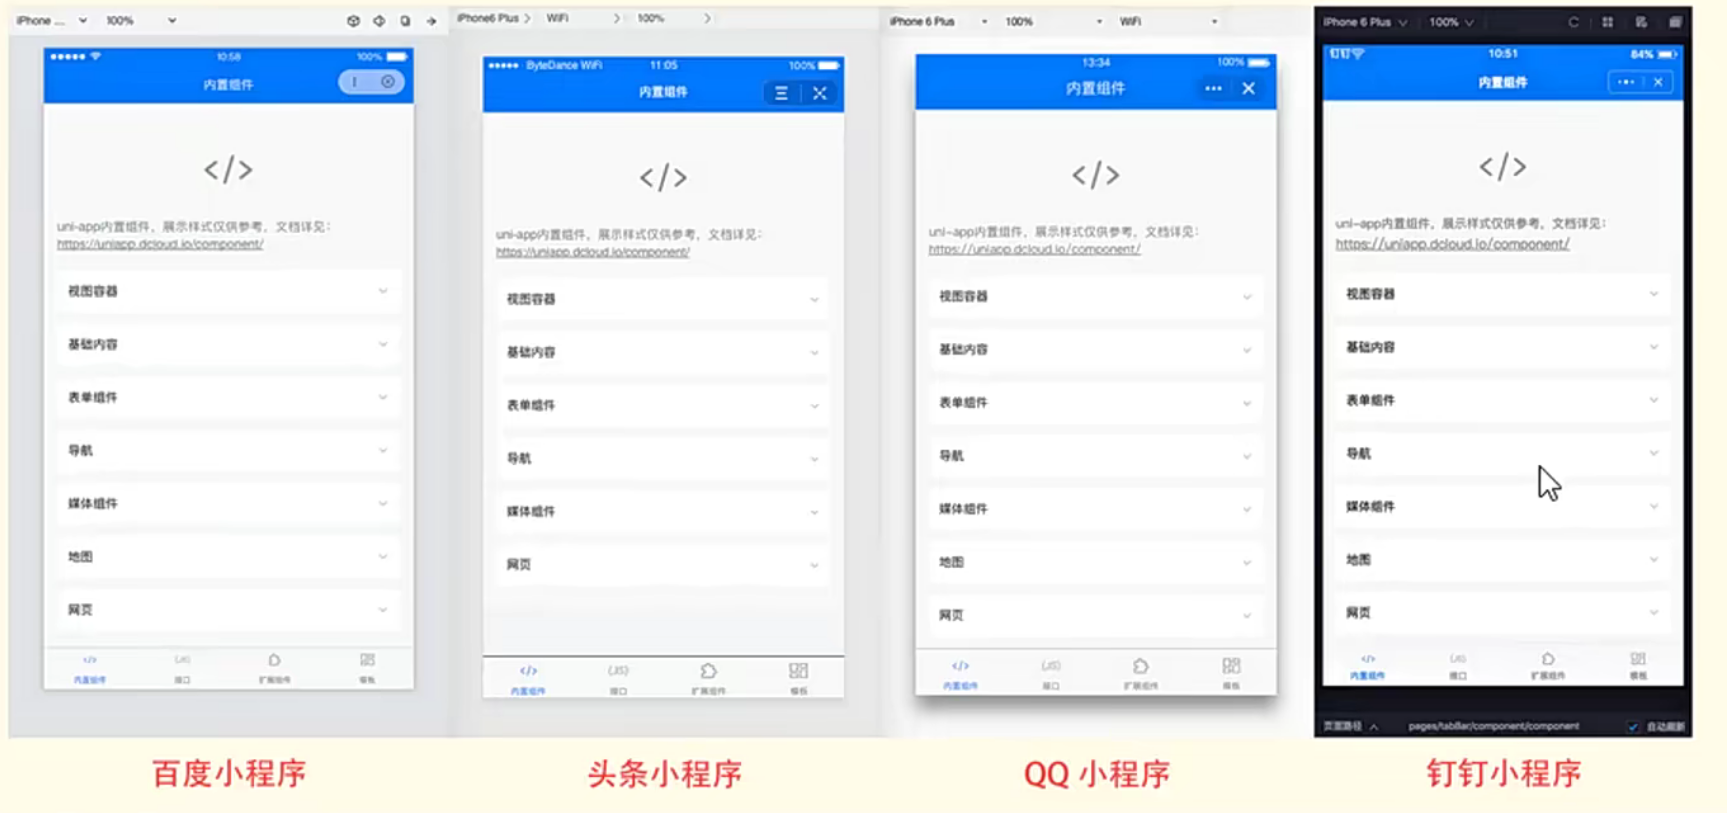 iPhone ... 100%
10:58 100%
内置组件
</>
uni-app内置组件，展示样式仅供参考，文档详见：
https://uniapp.dcloud.io/component/
视图容器
基础内容
表单组件
导航
媒体组件
地图
网页
</> (JS)
内置组件 接口 扩展组件 模板
百度小程序
iPhone6 Plus WiFi 100%
ByteDance WiFi 11:05 100%
内置组件
</>
uni-app内置组件，展示样式仅供参考，文档详见：
https://uniapp.dcloud.io/component/
视图容器
基础内容
表单组件
导航
媒体组件
网页
</> (JS)
内置组件 接口 扩展组件 模板
头条小程序
iPhone 6 Plus 100% WiFi
13:34 100%
内置组件
</>
uni-app内置组件，展示样式仅供参考，文档详见：
https://uniapp.dcloud.io/component/
视图容器
基础内容
表单组件
导航
媒体组件
地图
网页
</> (JS)
内置组件 接口 扩展组件 模板
QQ 小程序
iPhone 6 Plus 100%
钉钉 10:51 84%
内置组件
</>
uni-app内置组件，展示样式仅供参考，文档详见：
https://uniapp.dcloud.io/component/
视图容器
基础内容
表单组件
导航
媒体组件
地图
网页
</> (JS)
内置组件 接口 扩展组件 模板
页面路径 pages/tabBar/component/component 自动刷新
钉钉小程序